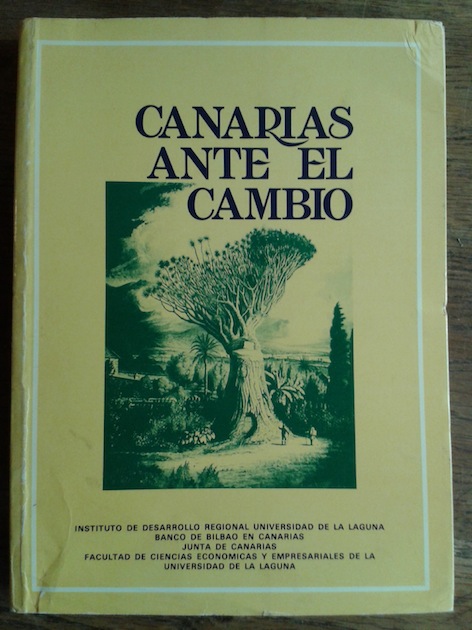 CANARIAS
ANTE EL
CAMBIO
INSTITUTO DE DESARROLLO REGIONAL UNIVERSIDAD DE LA LAGUNA
BANCO DE BILBAO EN CANARIAS
JUNTA DE CANARIAS
FACULTAD DE CIENCIAS ECONOMICAS Y EMPRESARIALES DE LA
UNIVERSIDAD DE LA LAGUNA